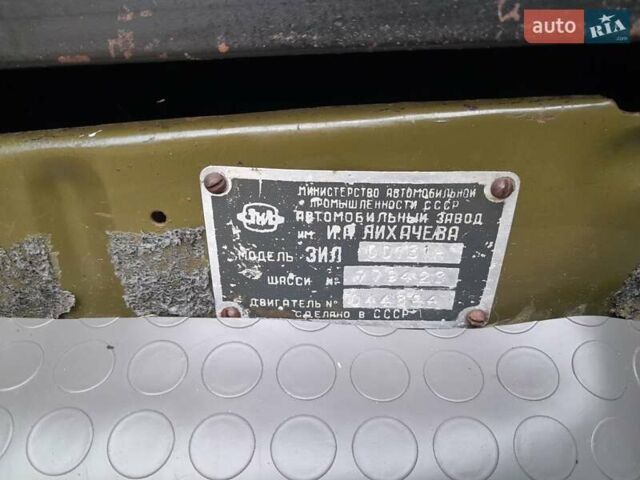 auto RIA
.com
ЗИЛ
МИНИСТЕРСТВО АВТОМОБИЛЬНОЙ
ПРОМЫШЛЕННОСТИ СССР
АВТОМОБИЛЬНЫЙ ЗАВОД
ИМ. И.А. ЛИХАЧЕВА
МОДЕЛЬ ЗИЛ
ШАССИ №
ДВИГАТЕЛЬ №
СДЕЛАНО В СССР